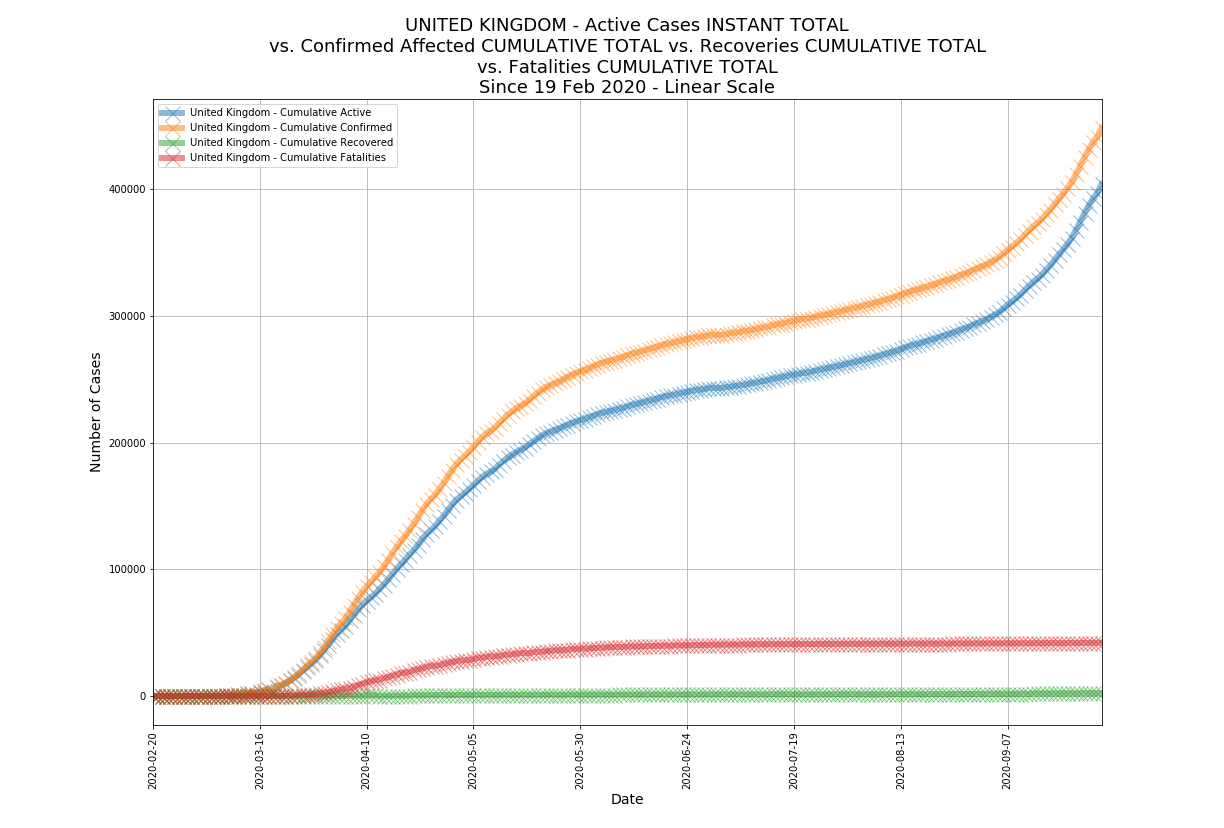 UNITED KINGDOM - Active Cases INSTANT TOTAL
vs. Confirmed Affected CUMULATIVE TOTAL vs. Recoveries CUMULATIVE TOTAL
vs. Fatalities CUMULATIVE TOTAL
Since 19 Feb 2020 - Linear Scale
United Kingdom - Cumulative Active
United Kingdom - Cumulative Confirmed
United Kingdom - Cumulative Recovered
United Kingdom - Cumulative Fatalities
400000
300000
200000
100000
0
Number of Cases
2020-02-20
2020-03-16
2020-04-10
2020-05-05
2020-05-30
2020-06-24
2020-07-19
2020-08-13
2020-09-07
Date